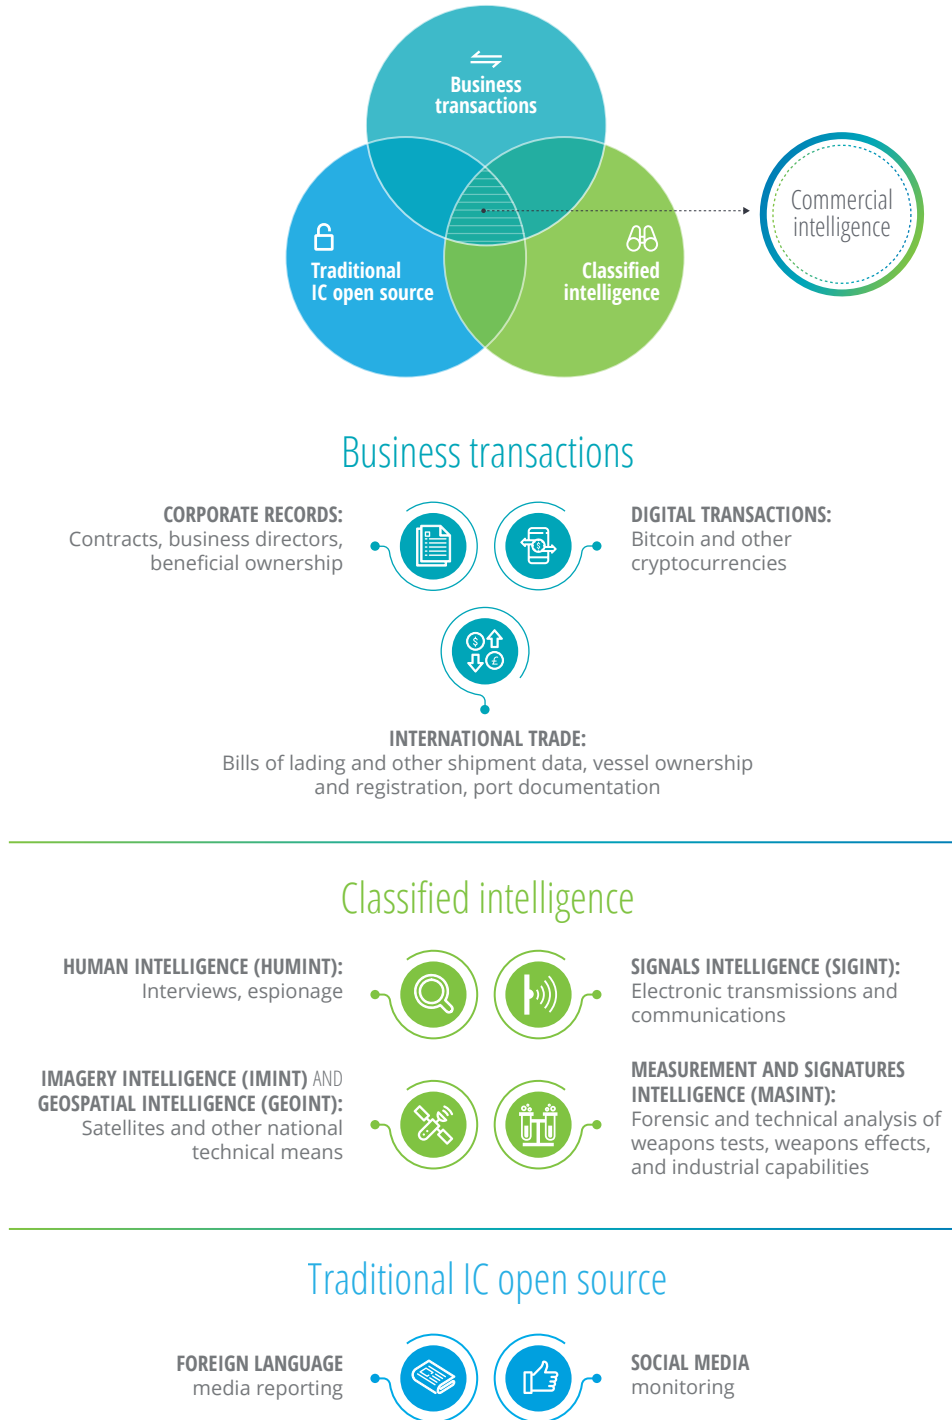 Business
transactions
Traditional
IC open source
Classified
intelligence
Commercial
intelligence
Business transactions
CORPORATE RECORDS:
Contracts, business directors,
beneficial ownership
DIGITAL TRANSACTIONS:
Bitcoin and other
cryptocurrencies
$
$
£
INTERNATIONAL TRADE:
Bills of lading and other shipment data, vessel ownership
and registration, port documentation
Classified intelligence
HUMAN INTELLIGENCE (HUMINT):
Interviews, espionage
SIGNALS INTELLIGENCE (SIGINT):
Electronic transmissions and
communications
IMAGERY INTELLIGENCE (IMINT) AND
GEOSPATIAL INTELLIGENCE (GEOINT):
Satellites and other national
technical means
MEASUREMENT AND SIGNATURES
INTELLIGENCE (MASINT):
Forensic and technical analysis of
weapons tests, weapons effects,
and industrial capabilities
Traditional IC open source
FOREIGN LANGUAGE
media reporting
SOCIAL MEDIA
monitoring